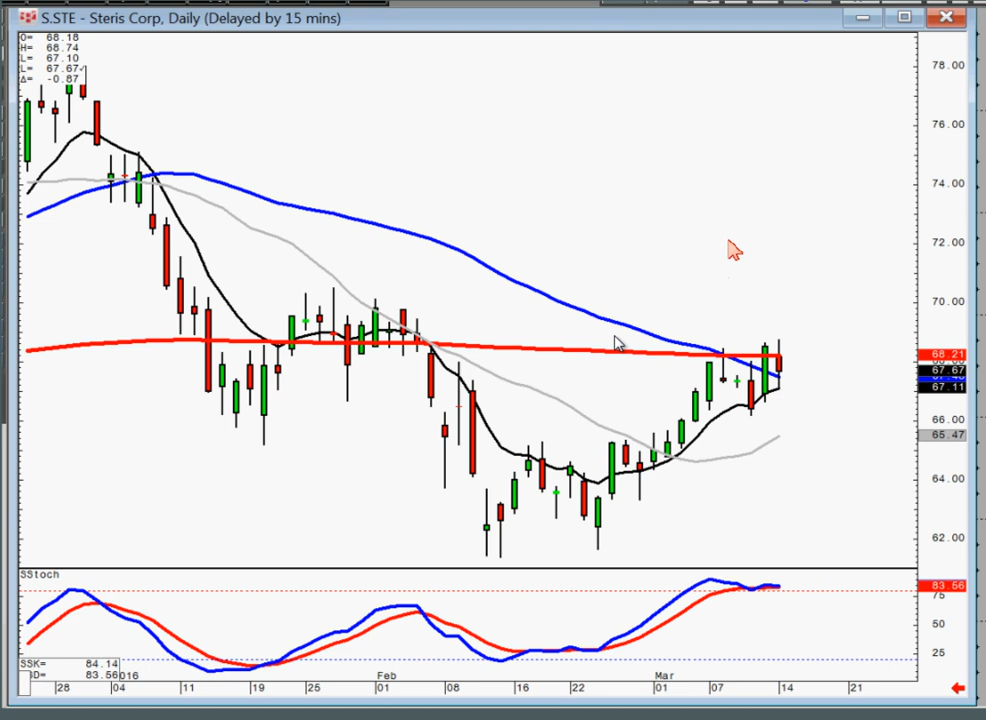 S.STE - Steris Corp, Daily (Delayed by 15 mins)
O= 68.18
H= 68.74
L= 67.10
L= 67.67
Δ= -0.87
78.00
76.00
74.00
72.00
70.00
68.21
67.67
67.11
66.00
65.47
64.00
62.00
SStoch
83.56
75
50
25
SSK= 84.14
83.56
28 04 11 19 25 Feb 08 16 22 Mar 07 14 21
01 01